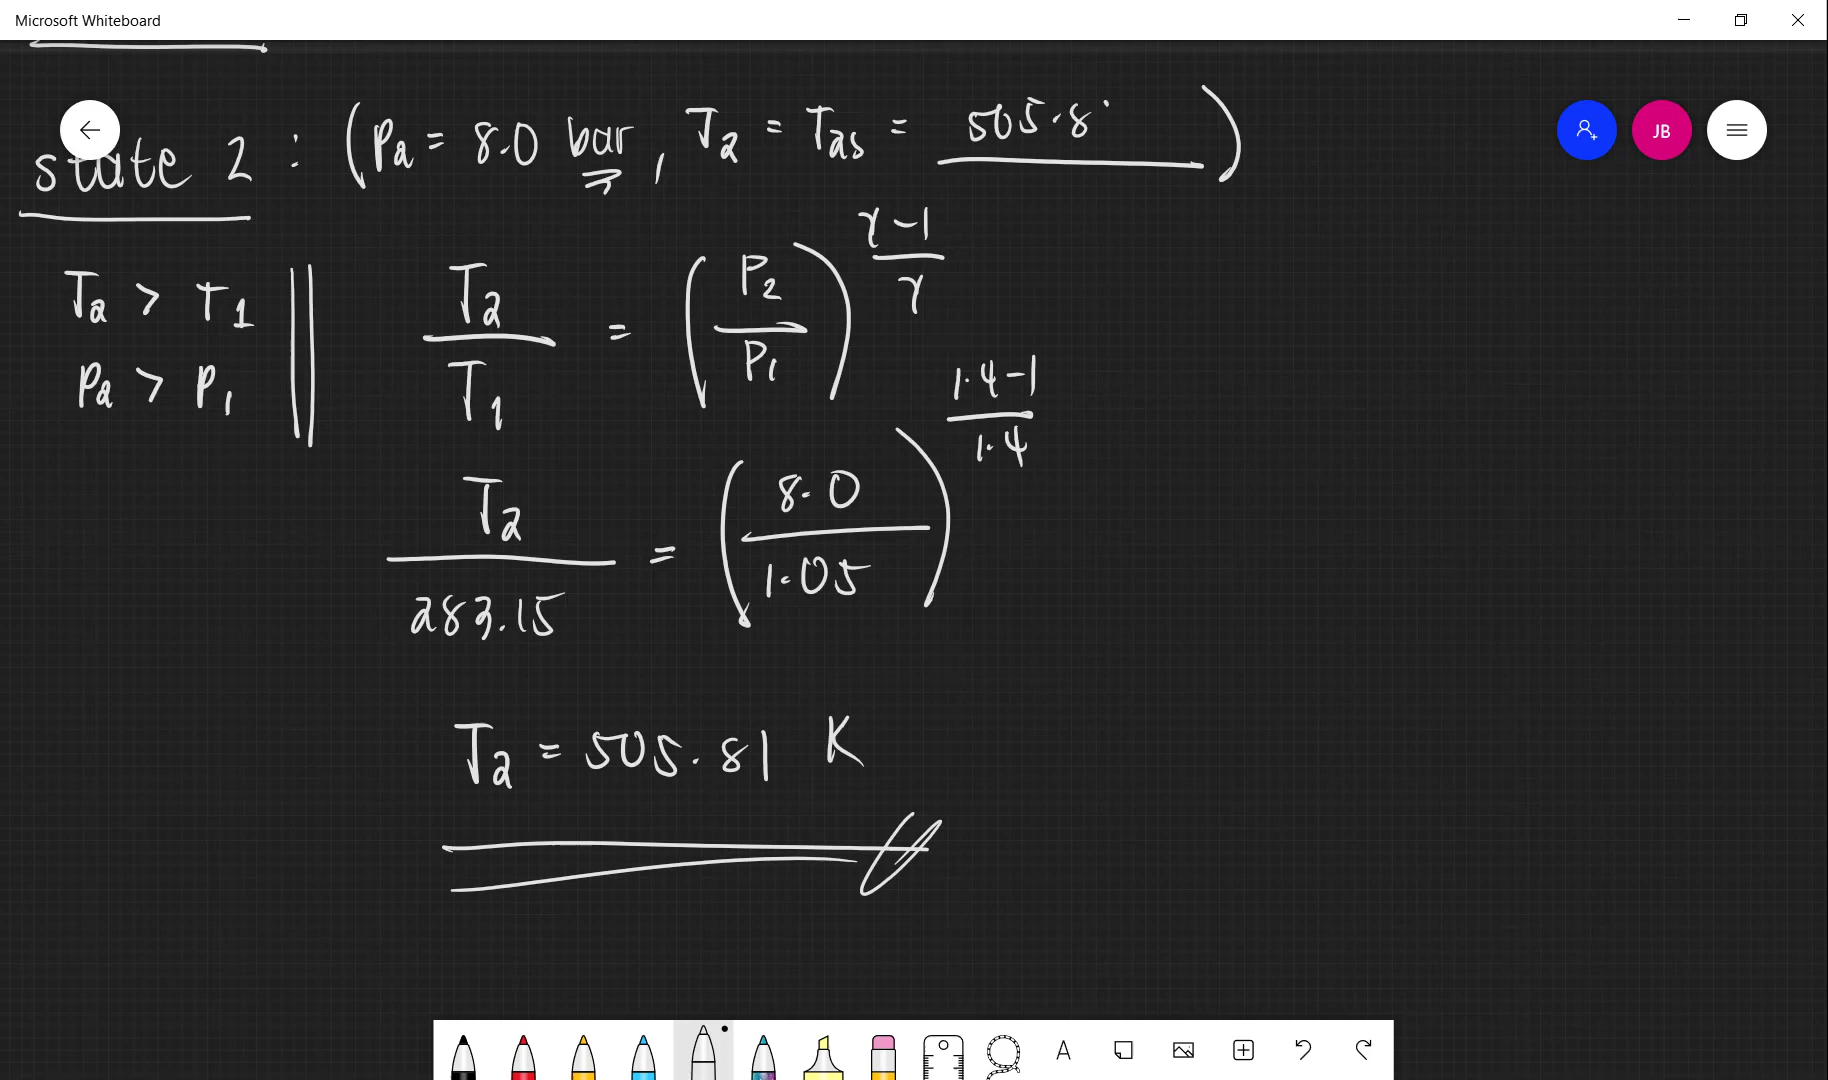 Microsoft Whiteboard
JB
state 2 : (P2 = 8.0 bar, T2 = T2s = 505.8)
T2 > T1
P2 > P1
T2/T1 = (P2/P1)^(γ-1)/γ
T2/283.15 = (8.0/1.05)^(1.4-1)/1.4
T2 = 505.81 K